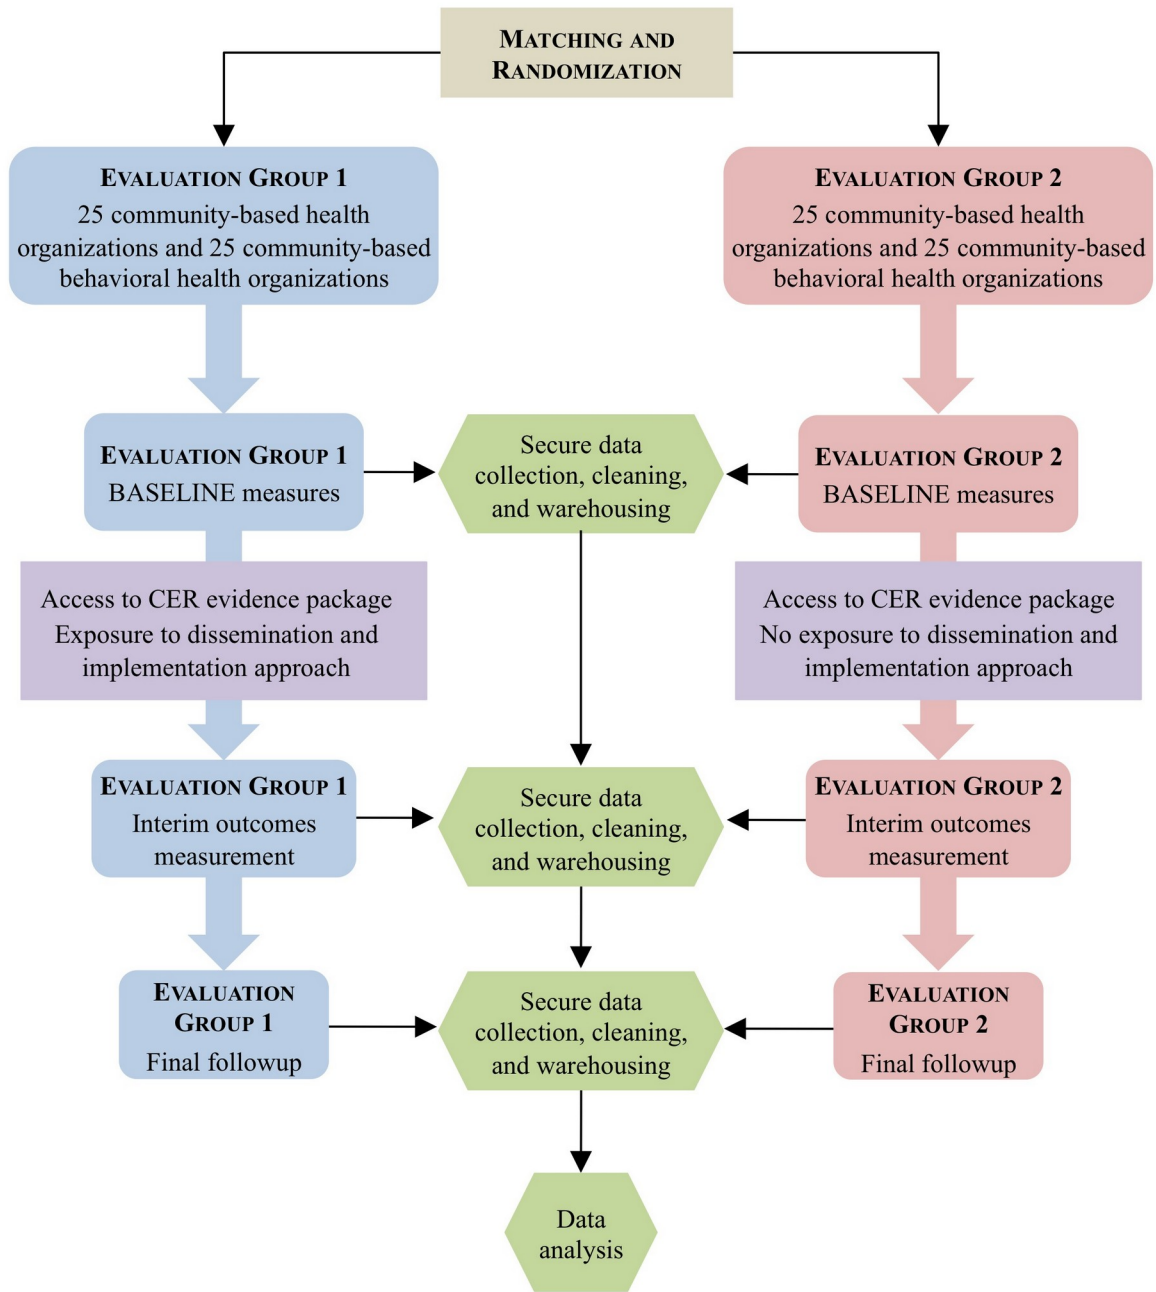 MATCHING AND
RANDOMIZATION
EVALUATION GROUP 1
25 community-based health
organizations and 25 community-based
behavioral health organizations
EVALUATION GROUP 2
25 community-based health
organizations and 25 community-based
behavioral health organizations
EVALUATION GROUP 1
BASELINE measures
Secure data
collection, cleaning,
and warehousing
EVALUATION GROUP 2
BASELINE measures
Access to CER evidence package
Exposure to dissemination and
implementation approach
Access to CER evidence package
No exposure to dissemination and
implementation approach
EVALUATION GROUP 1
Interim outcomes
measurement
Secure data
collection, cleaning,
and warehousing
EVALUATION GROUP 2
Interim outcomes
measurement
EVALUATION
GROUP 1
Final followup
Secure data
collection, cleaning,
and warehousing
EVALUATION
GROUP 2
Final followup
Data
analysis